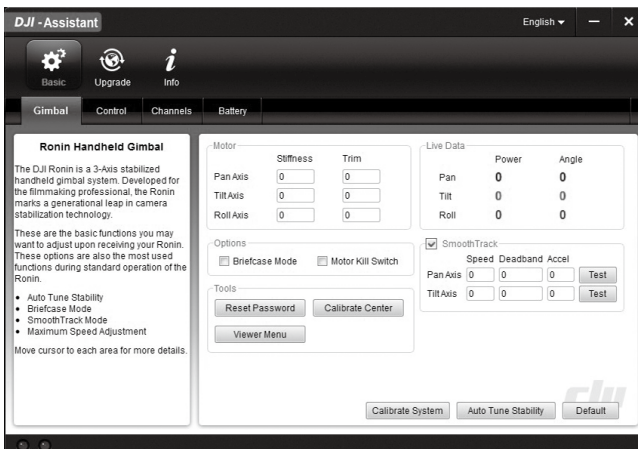 DJI - Assistant
English
Basic
Upgrade
Info
Gimbal
Control
Channels
Battery
Ronin Handheld Gimbal
The DJI Ronin is a 3-Axis stabilized
handheld gimbal system. Developed for
the filmmaking professional, the Ronin
marks a generational leap in camera
stabilization technology.
These are the basic functions you may
want to adjust upon receiving your Ronin.
These options are also the most used
functions during standard operation of the
Ronin.
• Auto Tune Stability
• Briefcase Mode
• SmoothTrack Mode
• Maximum Speed Adjustment
Move cursor to each area for more details.
Motor
Stiffness Trim
Pan Axis 0 0
Tilt Axis 0 0
Roll Axis 0 0
Options
Briefcase Mode Motor Kill Switch
Tools
Reset Password Calibrate Center
Viewer Menu
Live Data
Power Angle
Pan 0 0
Tilt 0 0
Roll 0 0
SmoothTrack
Speed Deadband Accel
Pan Axis 0 0 0 Test
Tilt Axis 0 0 0 Test
dji
Calibrate System Auto Tune Stability Default